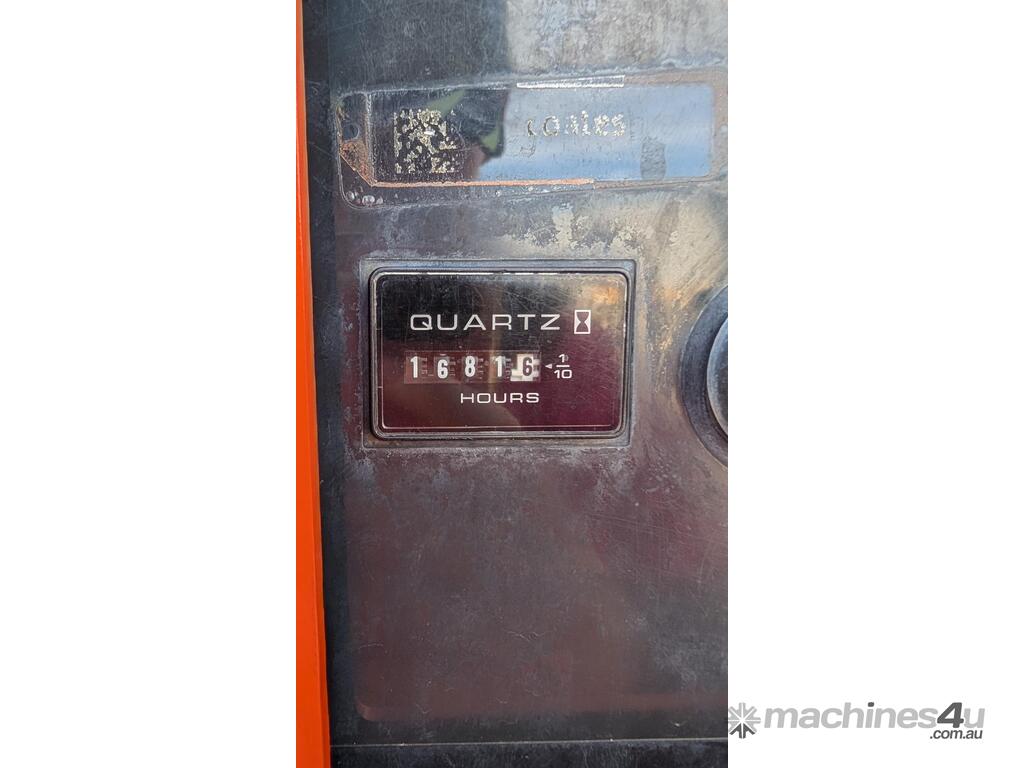 coates
QUARTZ
16816 1/10
HOURS
machines4u
.com.au